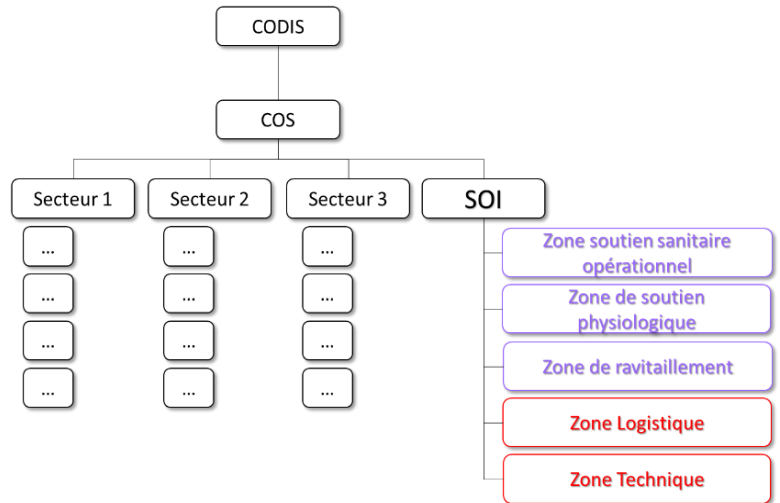 CODIS
COS
Secteur 1
Secteur 2
Secteur 3
SOI
...
...
...
...
...
...
...
...
...
...
...
...
Zone soutien sanitaire
opérationnel
Zone de soutien
physiologique
Zone de ravitaillement
Zone Logistique
Zone Technique